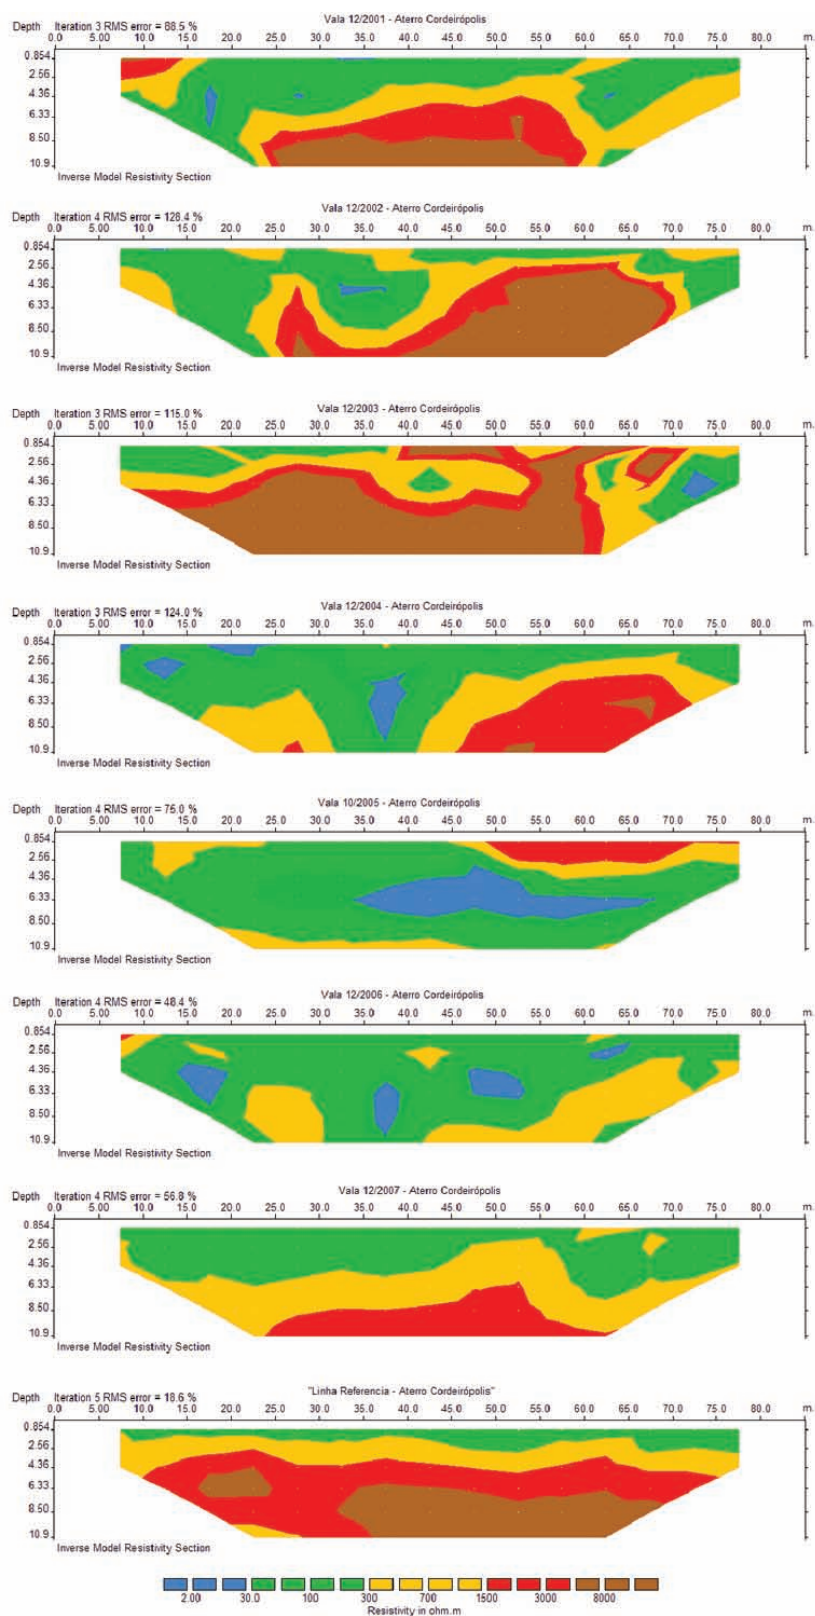 Vala 12/2001 - Aterro Cordeirópolis
Depth Iteration 3 RMS error = 88.5 %
0.0 10.0 20.0 30.0 40.0 50.0 60.0 70.0 80.0 m.
5.00 15.0 25.0 35.0 45.0 55.0 65.0 75.0
0.854
2.56
4.36
6.33
8.50
10.9
Inverse Model Resistivity Section
Vala 12/2002 - Aterro Cordeirópolis
Depth Iteration 4 RMS error = 128.4 %
0.0 10.0 20.0 30.0 40.0 50.0 60.0 70.0 80.0 m.
5.00 15.0 25.0 35.0 45.0 55.0 65.0 75.0
0.854
2.56
4.36
6.33
8.50
10.9
Inverse Model Resistivity Section
Vala 12/2003 - Aterro Cordeirópolis
Depth Iteration 3 RMS error = 115.0 %
0.0 10.0 20.0 30.0 40.0 50.0 60.0 70.0 80.0 m.
5.00 15.0 25.0 35.0 45.0 55.0 65.0 75.0
0.854
2.56
4.36
6.33
8.50
10.9
Inverse Model Resistivity Section
Vala 12/2004 - Aterro Cordeirópolis
Depth Iteration 3 RMS error = 124.0 %
0.0 10.0 20.0 30.0 40.0 50.0 60.0 70.0 80.0 m.
5.00 15.0 25.0 35.0 45.0 55.0 65.0 75.0
0.854
2.56
4.36
6.33
8.50
10.9
Inverse Model Resistivity Section
Vala 10/2005 - Aterro Cordeirópolis
Depth Iteration 4 RMS error = 75.0 %
0.0 10.0 20.0 30.0 40.0 50.0 60.0 70.0 80.0 m.
5.00 15.0 25.0 35.0 45.0 55.0 65.0 75.0
0.854
2.56
4.36
6.33
8.50
10.9
Inverse Model Resistivity Section
Vala 12/2006 - Aterro Cordeirópolis
Depth Iteration 4 RMS error = 48.4 %
0.0 10.0 20.0 30.0 40.0 50.0 60.0 70.0 80.0 m.
5.00 15.0 25.0 35.0 45.0 55.0 65.0 75.0
0.854
2.56
4.36
6.33
8.50
10.9
Inverse Model Resistivity Section
Vala 12/2007 - Aterro Cordeirópolis
Depth Iteration 4 RMS error = 56.8 %
0.0 10.0 20.0 30.0 40.0 50.0 60.0 70.0 80.0 m.
5.00 15.0 25.0 35.0 45.0 55.0 65.0 75.0
0.854
2.56
4.36
6.33
8.50
10.9
Inverse Model Resistivity Section
"Linha Referencia - Aterro Cordeirópolis"
Depth Iteration 5 RMS error = 18.6 %
0.0 10.0 20.0 30.0 40.0 50.0 60.0 70.0 80.0 m.
5.00 15.0 25.0 35.0 45.0 55.0 65.0 75.0
0.854
2.56
4.36
6.33
8.50
10.9
Inverse Model Resistivity Section
2.00 30.0 100 300 700 1500 3000 8000
Resistivity in ohm.m